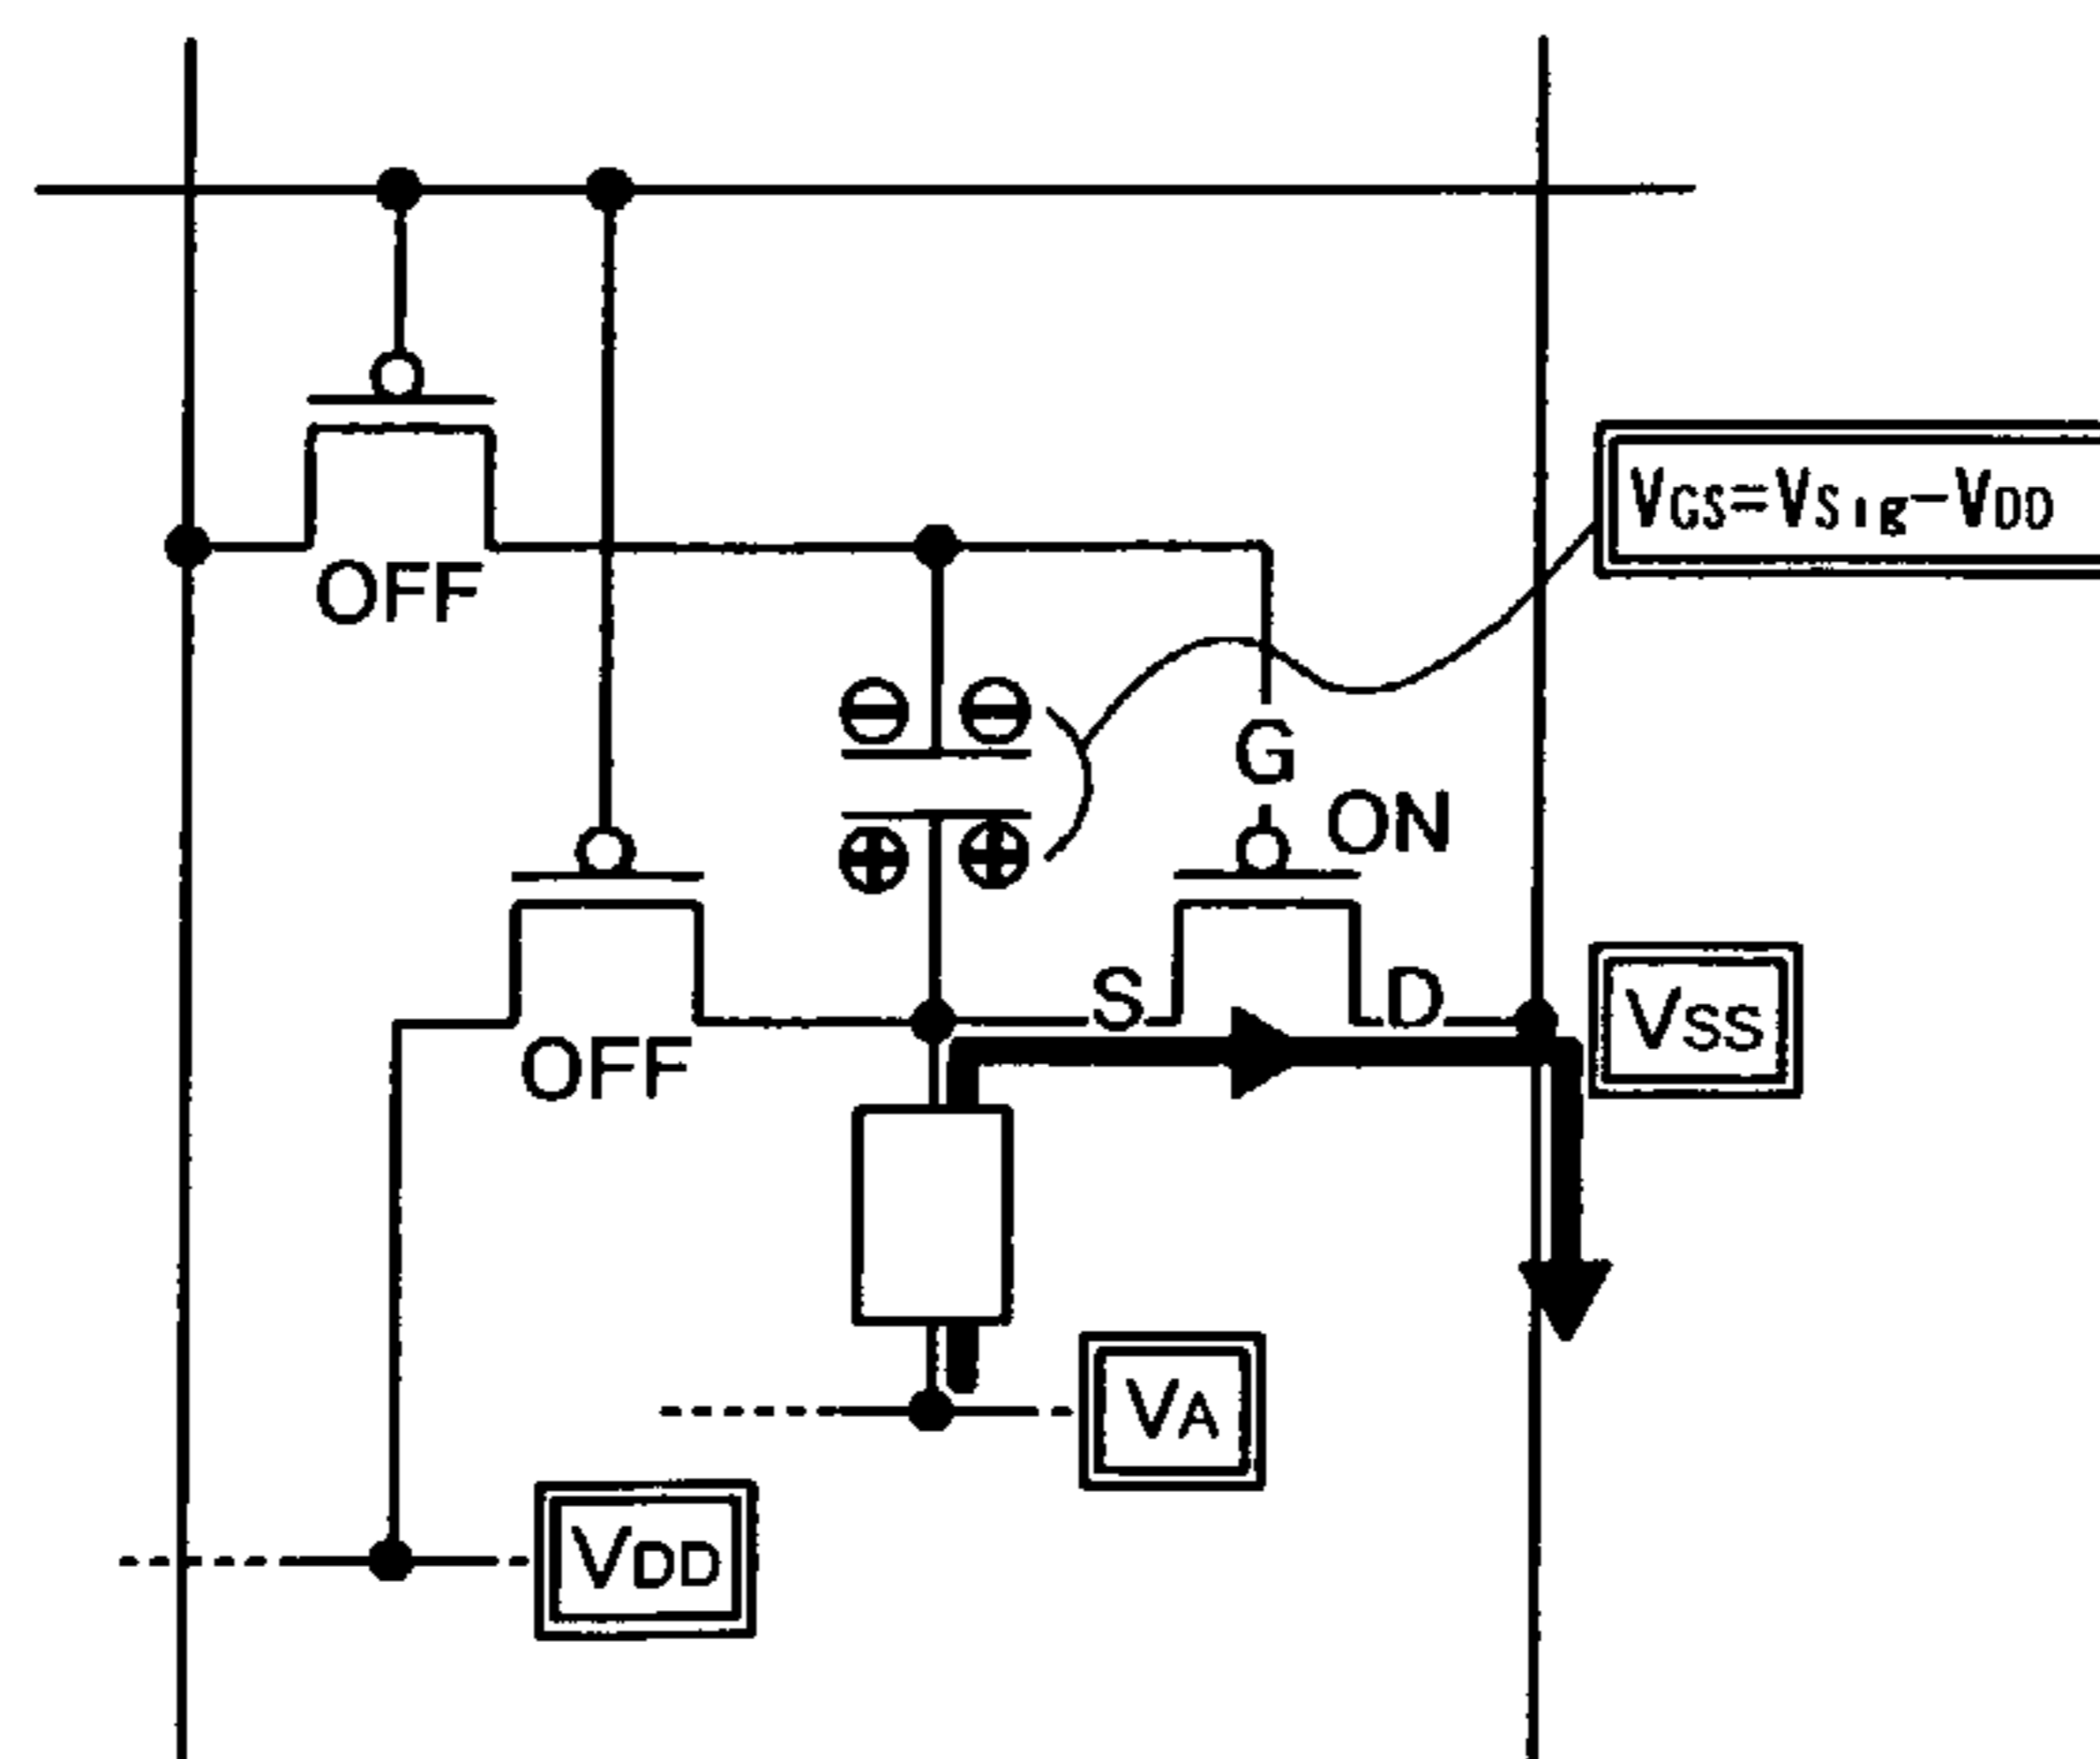 OFF
VGS=VSig-VDD
G
ON
S
D
VSS
OFF
VA
VDD